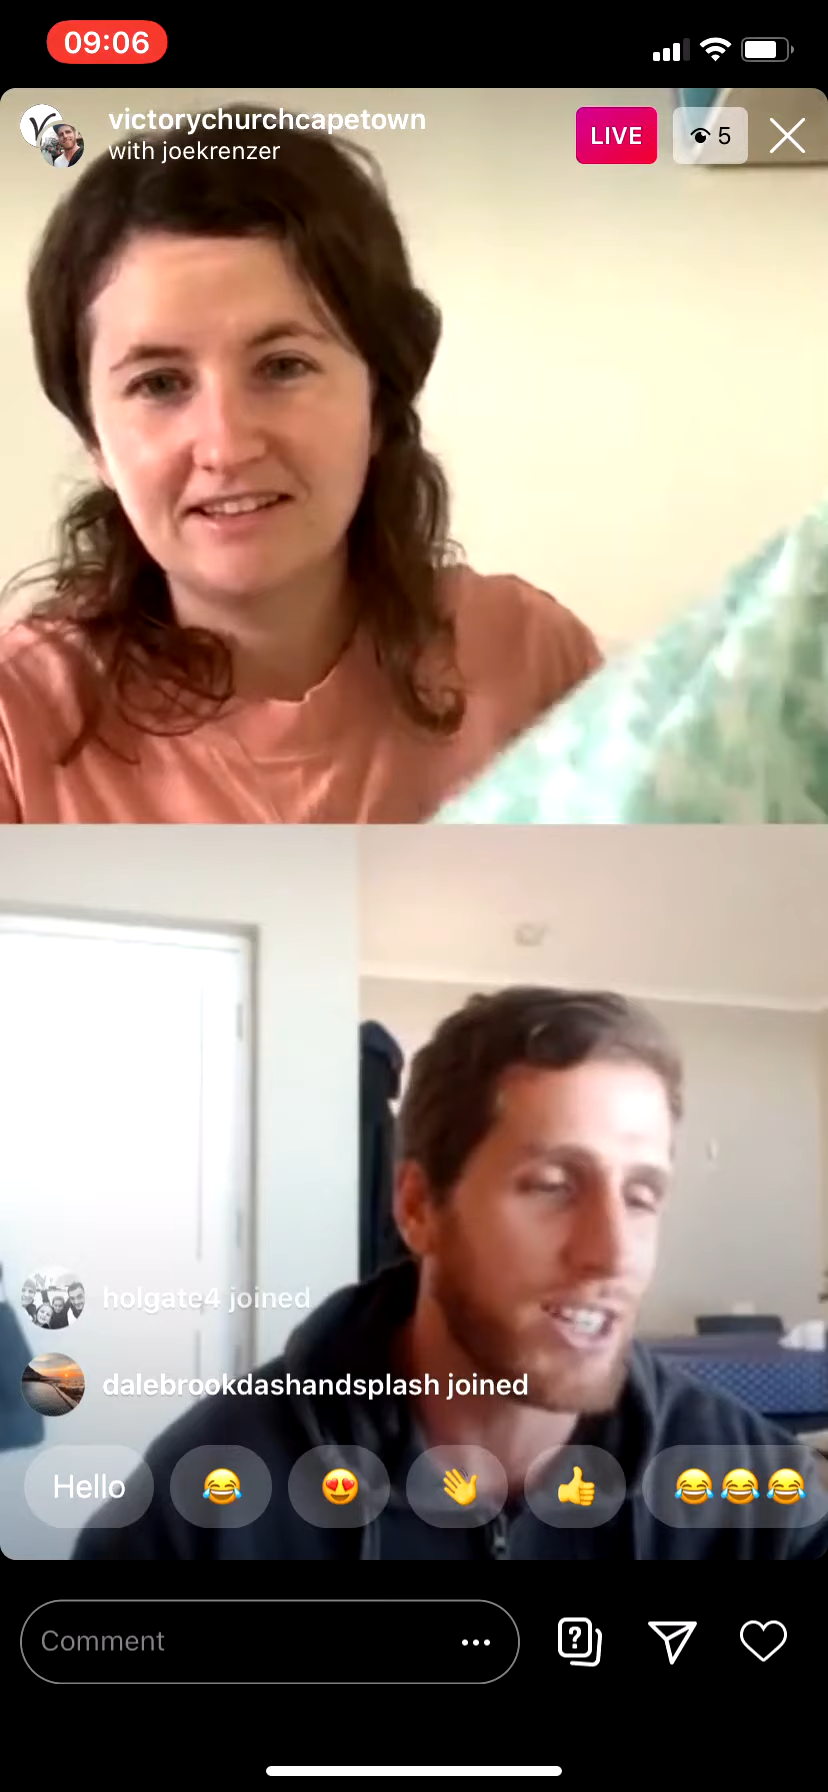 09:06
victorychurchcapetown
with joekrenzer
LIVE
5
holgate4 joined
dalebrookdashandsplash joined
Hello
Comment